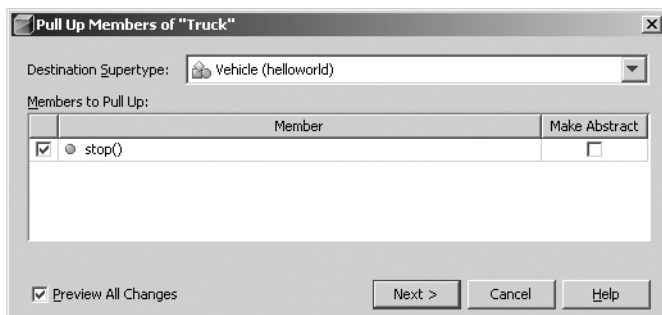 Pull Up Members of "Truck"
Destination Supertype: Vehicle (helloworld)
Members to Pull Up:
Member Make Abstract
stop()
Preview All Changes Next > Cancel Help